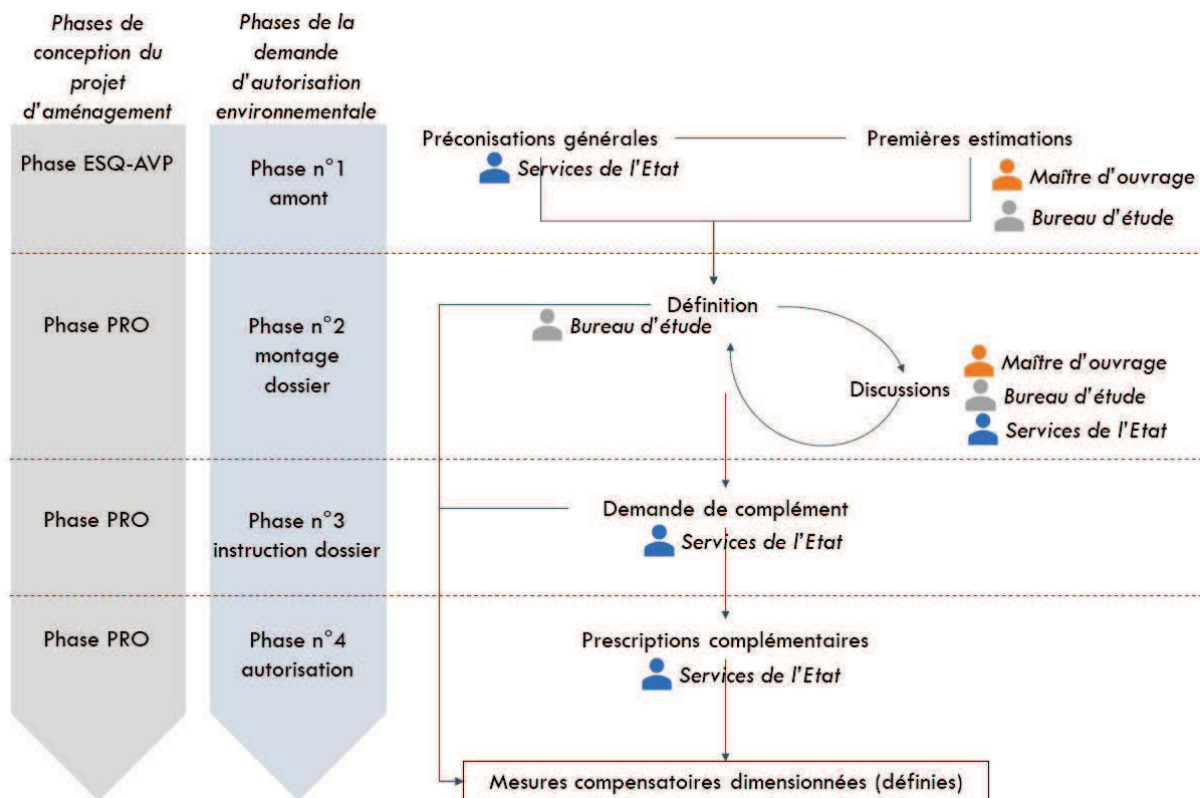 Phases de
conception du
projet
d'aménagement
Phases de la
demande
d'autorisation
environnementale
Phase ESQ-AVP
Phase n°1
amont
Préconisations générales
Services de l'Etat
Premières estimations
Maître d'ouvrage
Bureau d'étude
Phase PRO
Phase n°2
montage
dossier
Définition
Bureau d'étude
Discussions
Maître d'ouvrage
Bureau d'étude
Services de l'Etat
Phase PRO
Phase n°3
instruction dossier
Demande de complément
Services de l'Etat
Phase PRO
Phase n°4
autorisation
Prescriptions complémentaires
Services de l'Etat
Mesures compensatoires dimensionnées (définies)